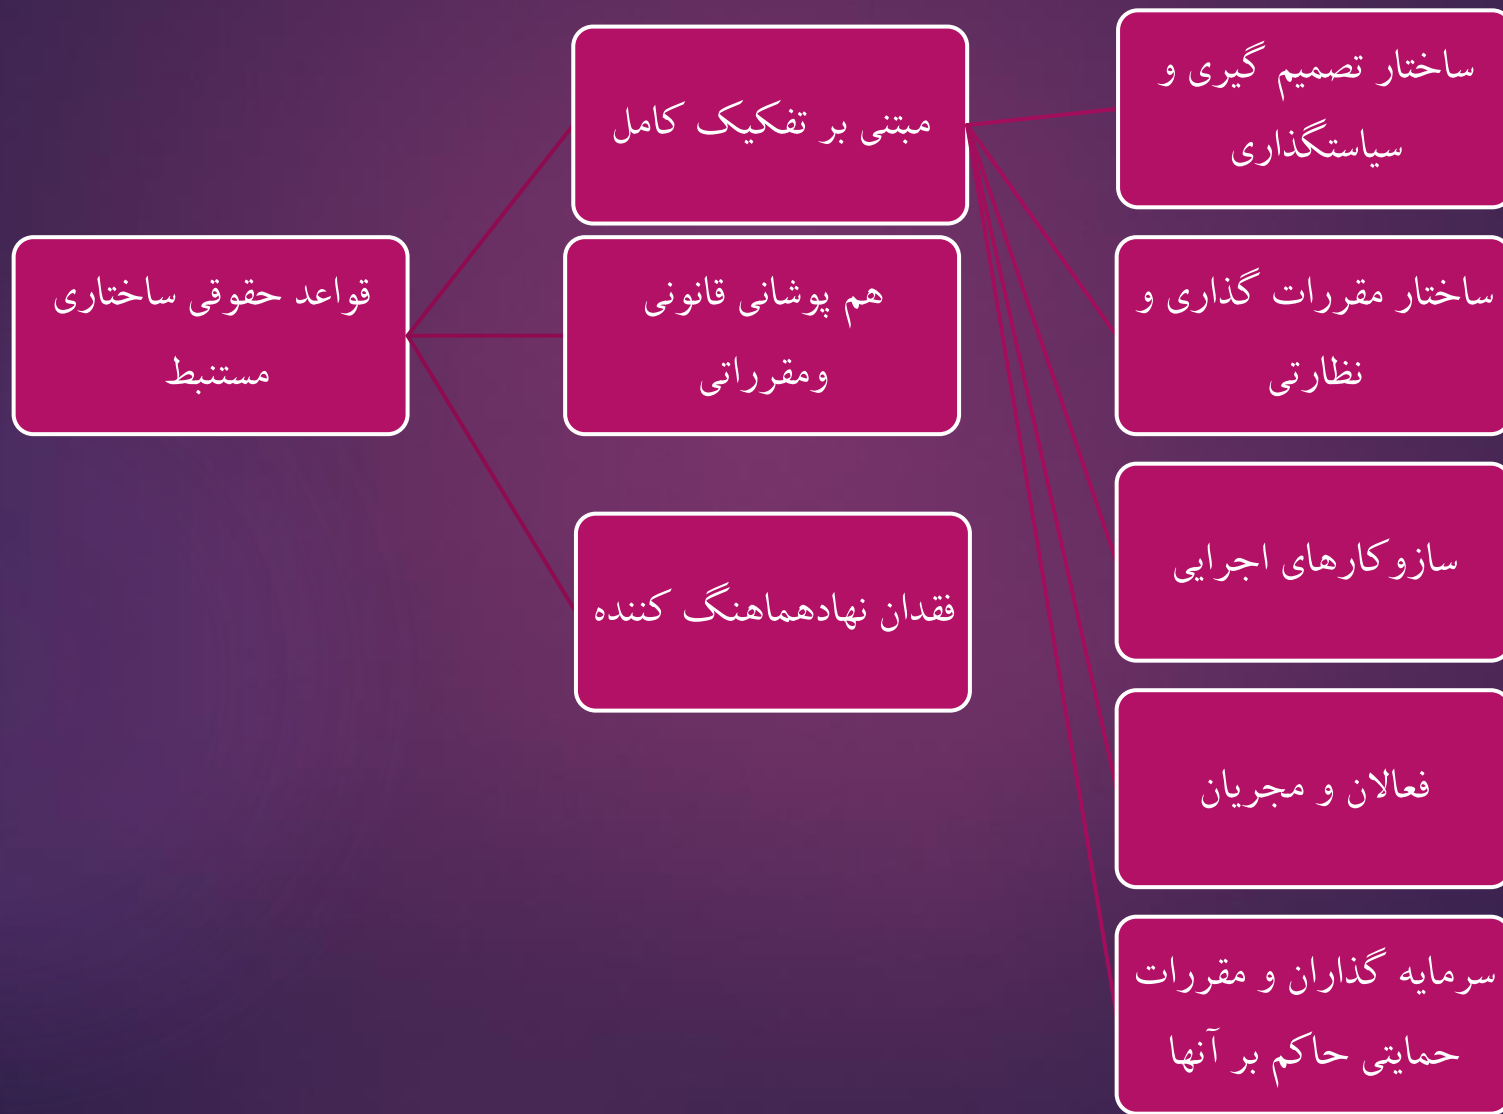 قواعد حقوقی ساختاری
مستنبط
مبتنی بر تفکیک کامل
هم پوشانی قانونی
ومقرراتی
فقدان نهادهماهنگ کننده
ساختار تصمیم گیری و
سیاستگذاری
ساختار مقررات گذاری و
نظارتی
سازوکارهای اجرایی
فعالان و مجریان
سرمایه گذاران و مقررات
حمایتی حاکم بر آنها